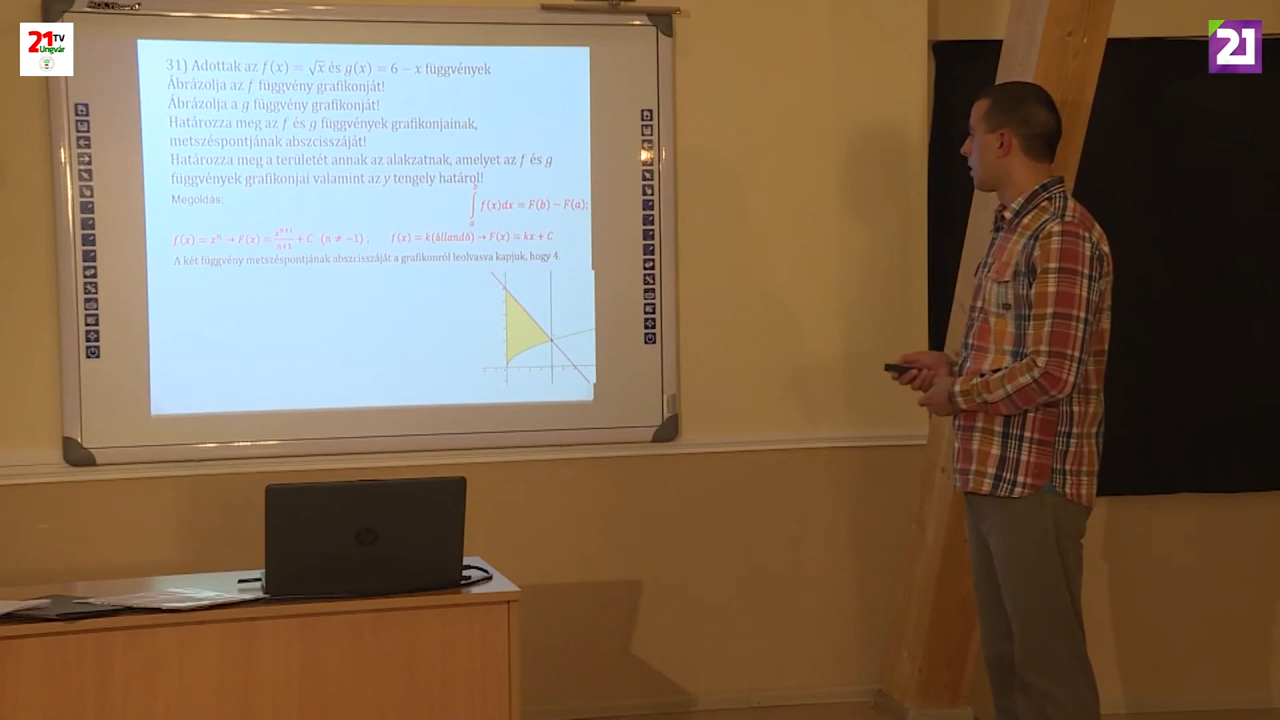 21 TV
Ungvár
21
31) Adottak az f(x) = √x és g(x) = 6 − x függvények
Ábrázolja az f függvény grafikonját!
Ábrázolja a g függvény grafikonját!
Határozza meg az f és g függvények grafikonjainak,
metszéspontjának abszcisszáját!
Határozza meg a területét annak az alakzatnak, amelyet az f és g
függvények grafikonjai valamint az y tengely határol!
Megoldás:
∫ₐᵇ f(x)dx = F(b) − F(a);
f(x) = xⁿ → F(x) = xⁿ⁺¹/n+1 + C (n ≠ −1) ; f(x) = k(állandó) → F(x) = kx + C
A két függvény metszéspontjának abszcisszáját a grafikonról leolvasva kapjuk, hogy 4.
hp